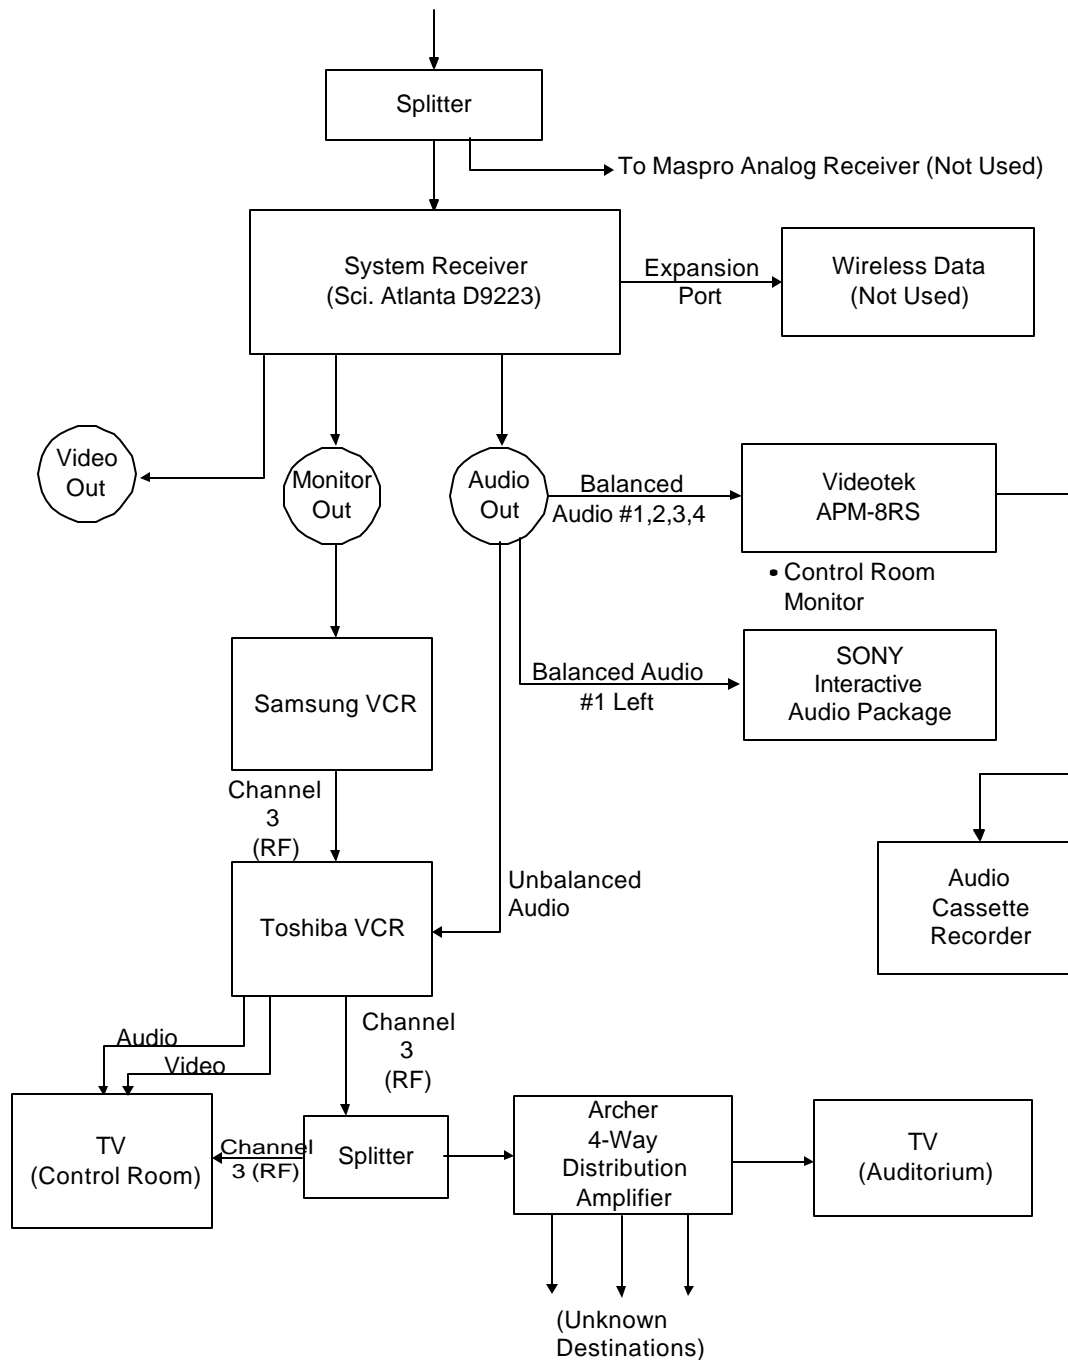 Splitter
To Maspro Analog Receiver (Not Used)
System Receiver
(Sci. Atlanta D9223)
Expansion
Port
Wireless Data
(Not Used)
Video
Out
Monitor
Out
Audio
Out
Balanced
Audio #1,2,3,4
Videotek
APM-8RS
• Control Room
Monitor
Balanced Audio
#1 Left
SONY
Interactive
Audio Package
Samsung VCR
Channel
3
(RF)
Unbalanced
Audio
Toshiba VCR
Audio
Cassette
Recorder
Audio
Video
Channel
3
(RF)
TV
(Control Room)
Channel
3 (RF)
Splitter
Archer
4-Way
Distribution
Amplifier
TV
(Auditorium)
(Unknown
Destinations)